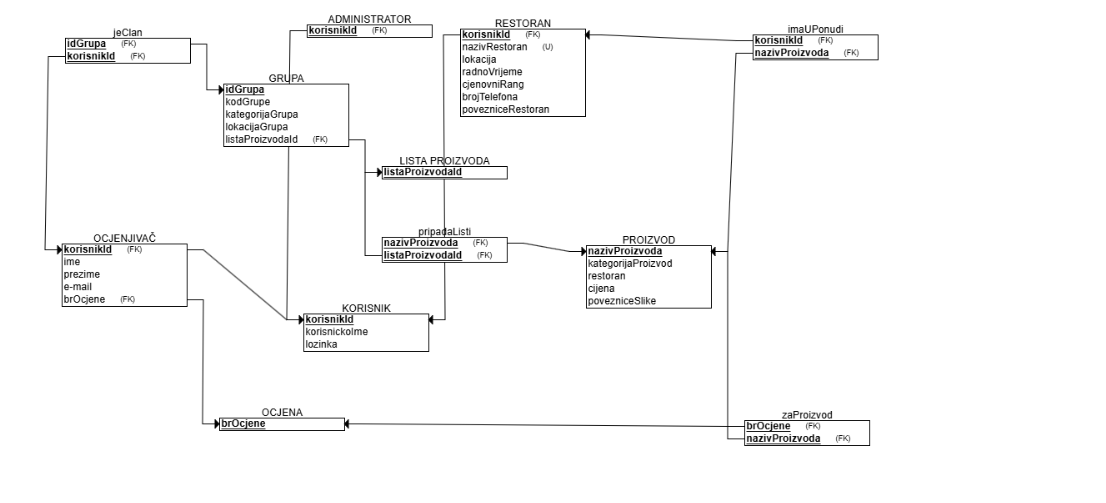 jeClan
idGrupa (FK)
korisnikId (FK)
ADMINISTRATOR
korisnikId (FK)
RESTORAN
korisnikId (FK)
nazivRestoran (U)
lokacija
radnoVrijeme
cjenovniRang
brojTelefona
povezniceRestoran
imaUPonudi
korisnikId (FK)
nazivProizvoda (FK)
GRUPA
idGrupa
kodGrupe
kategorijaGrupa
lokacijaGrupa
listaProizvodaId (FK)
LISTA PROIZVODA
listaProizvodaId
pripadaListi
nazivProizvoda (FK)
listaProizvodaId (FK)
PROIZVOD
nazivProizvoda
kategorijaProizvod
restoran
cijena
povezniceSlike
OCJENJIVAČ
korisnikId (FK)
ime
prezime
e-mail
brOcjene (FK)
KORISNIK
korisnikId
korisnickoIme
lozinka
OCJENA
brOcjene
zaProizvod
brOcjene (FK)
nazivProizvoda (FK)